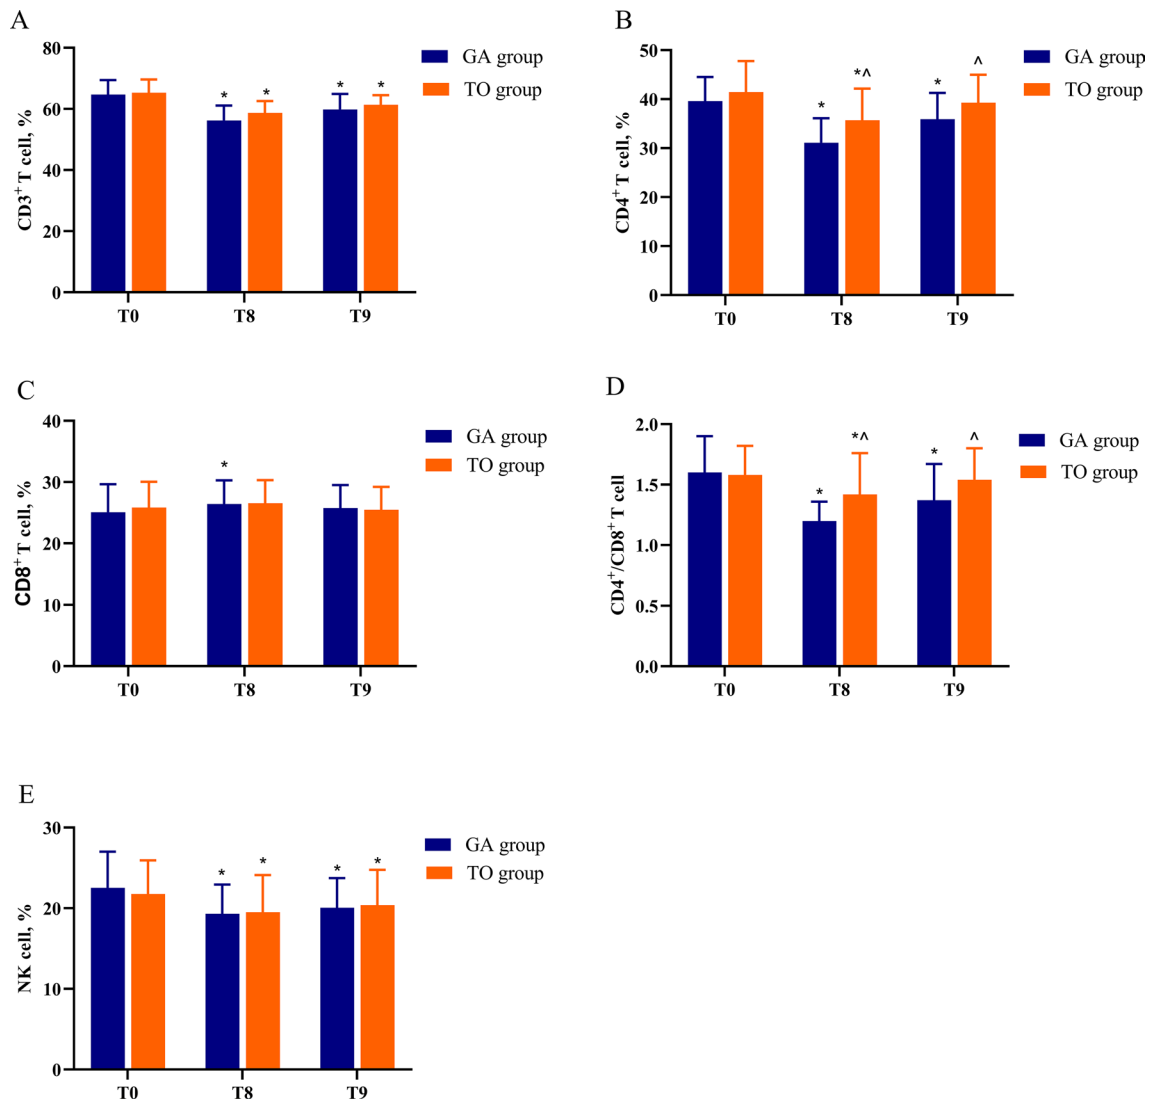 A
80
60
40
20
0
CD3⁺ T cell, %
* * * *
T0 T8 T9
GA group
TO group
B
50
40
30
20
10
0
CD4⁺ T cell, %
* *^ * ^
T0 T8 T9
GA group
TO group
C
40
30
20
10
0
CD8⁺ T cell, %
*
T0 T8 T9
GA group
TO group
D
2.0
1.5
1.0
0.5
0.0
CD4⁺/CD8⁺ T cell
* *^ * ^
T0 T8 T9
GA group
TO group
E
30
20
10
0
NK cell, %
* * * *
T0 T8 T9
GA group
TO group